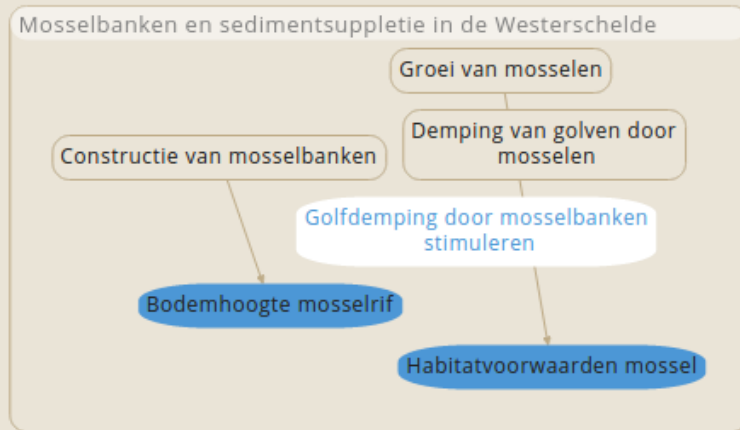 Mosselbanken en sedimentsuppletie in de Westerschelde
Groei van mosselen
Demping van golven door
mosselen
Constructie van mosselbanken
Golfdemping door mosselbanken
stimuleren
Bodemhoogte mosselrif
Habitatvoorwaarden mossel